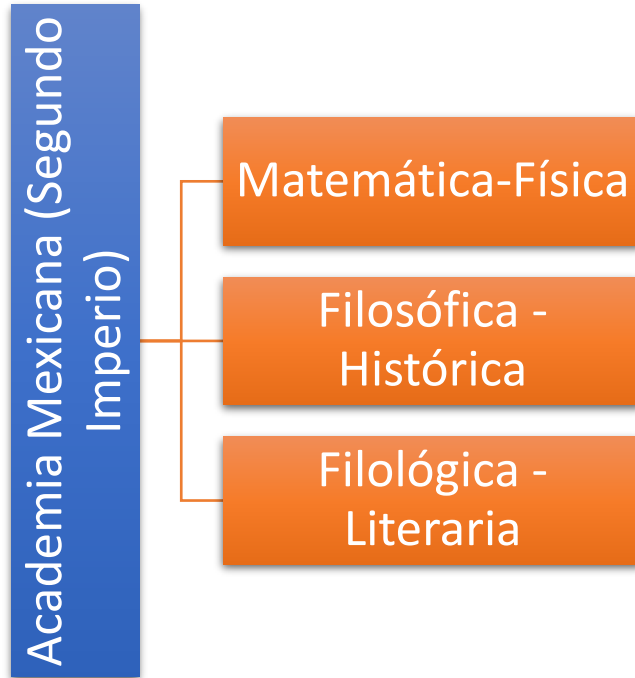 Academia Mexicana (Segundo
Imperio)
Matemática-Física
Filosófica -
Histórica
Filológica -
Literaria